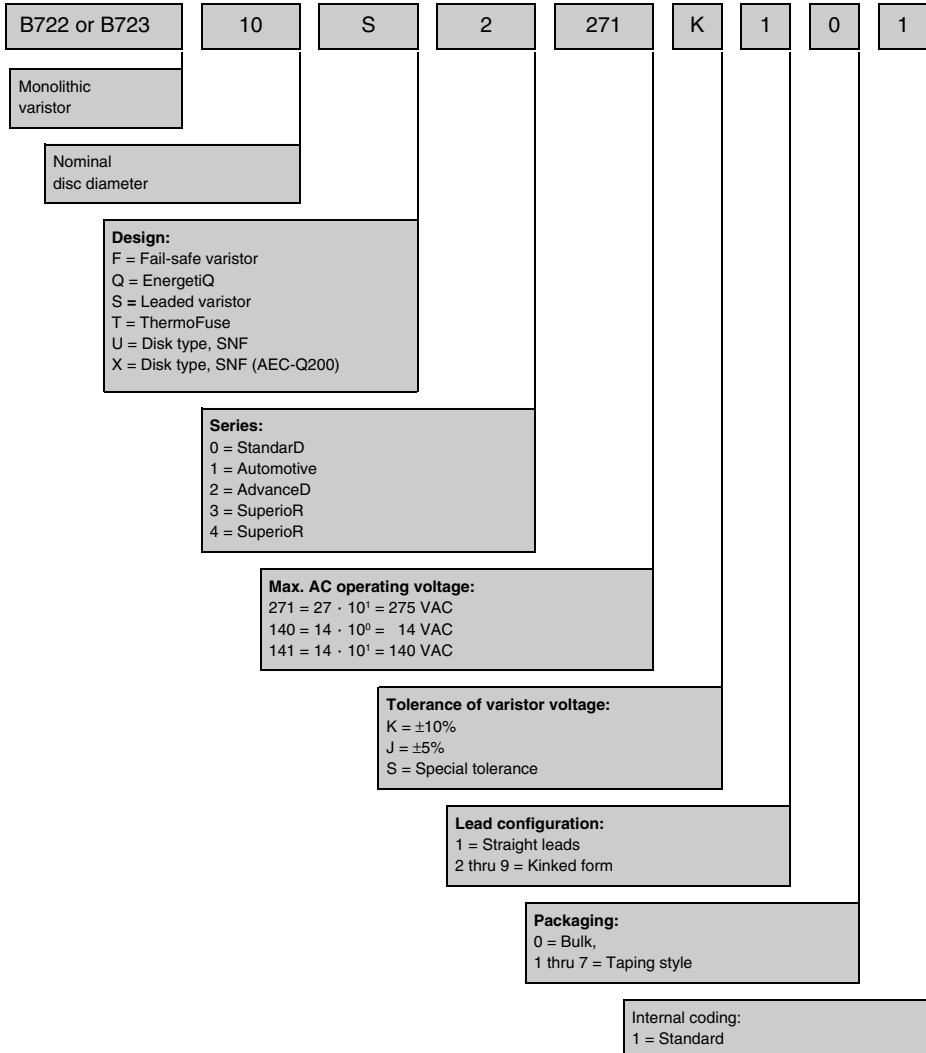 B722 or B723 10 S 2 271 K 1 0 1
Monolithic
varistor
Nominal
disc diameter
Design:
F = Fail-safe varistor
Q = EnergetiQ
S = Leaded varistor
T = ThermoFuse
U = Disk type, SNF
X = Disk type, SNF (AEC-Q200)
Series:
0 = StandarD
1 = Automotive
2 = AdvanceD
3 = SuperioR
4 = SuperioR
Max. AC operating voltage:
271 = 27 · 10¹ = 275 VAC
140 = 14 · 10⁰ = 14 VAC
141 = 14 · 10¹ = 140 VAC
Tolerance of varistor voltage:
K = ±10%
J = ±5%
S = Special tolerance
Lead configuration:
1 = Straight leads
2 thru 9 = Kinked form
Packaging:
0 = Bulk,
1 thru 7 = Taping style
Internal coding:
1 = Standard